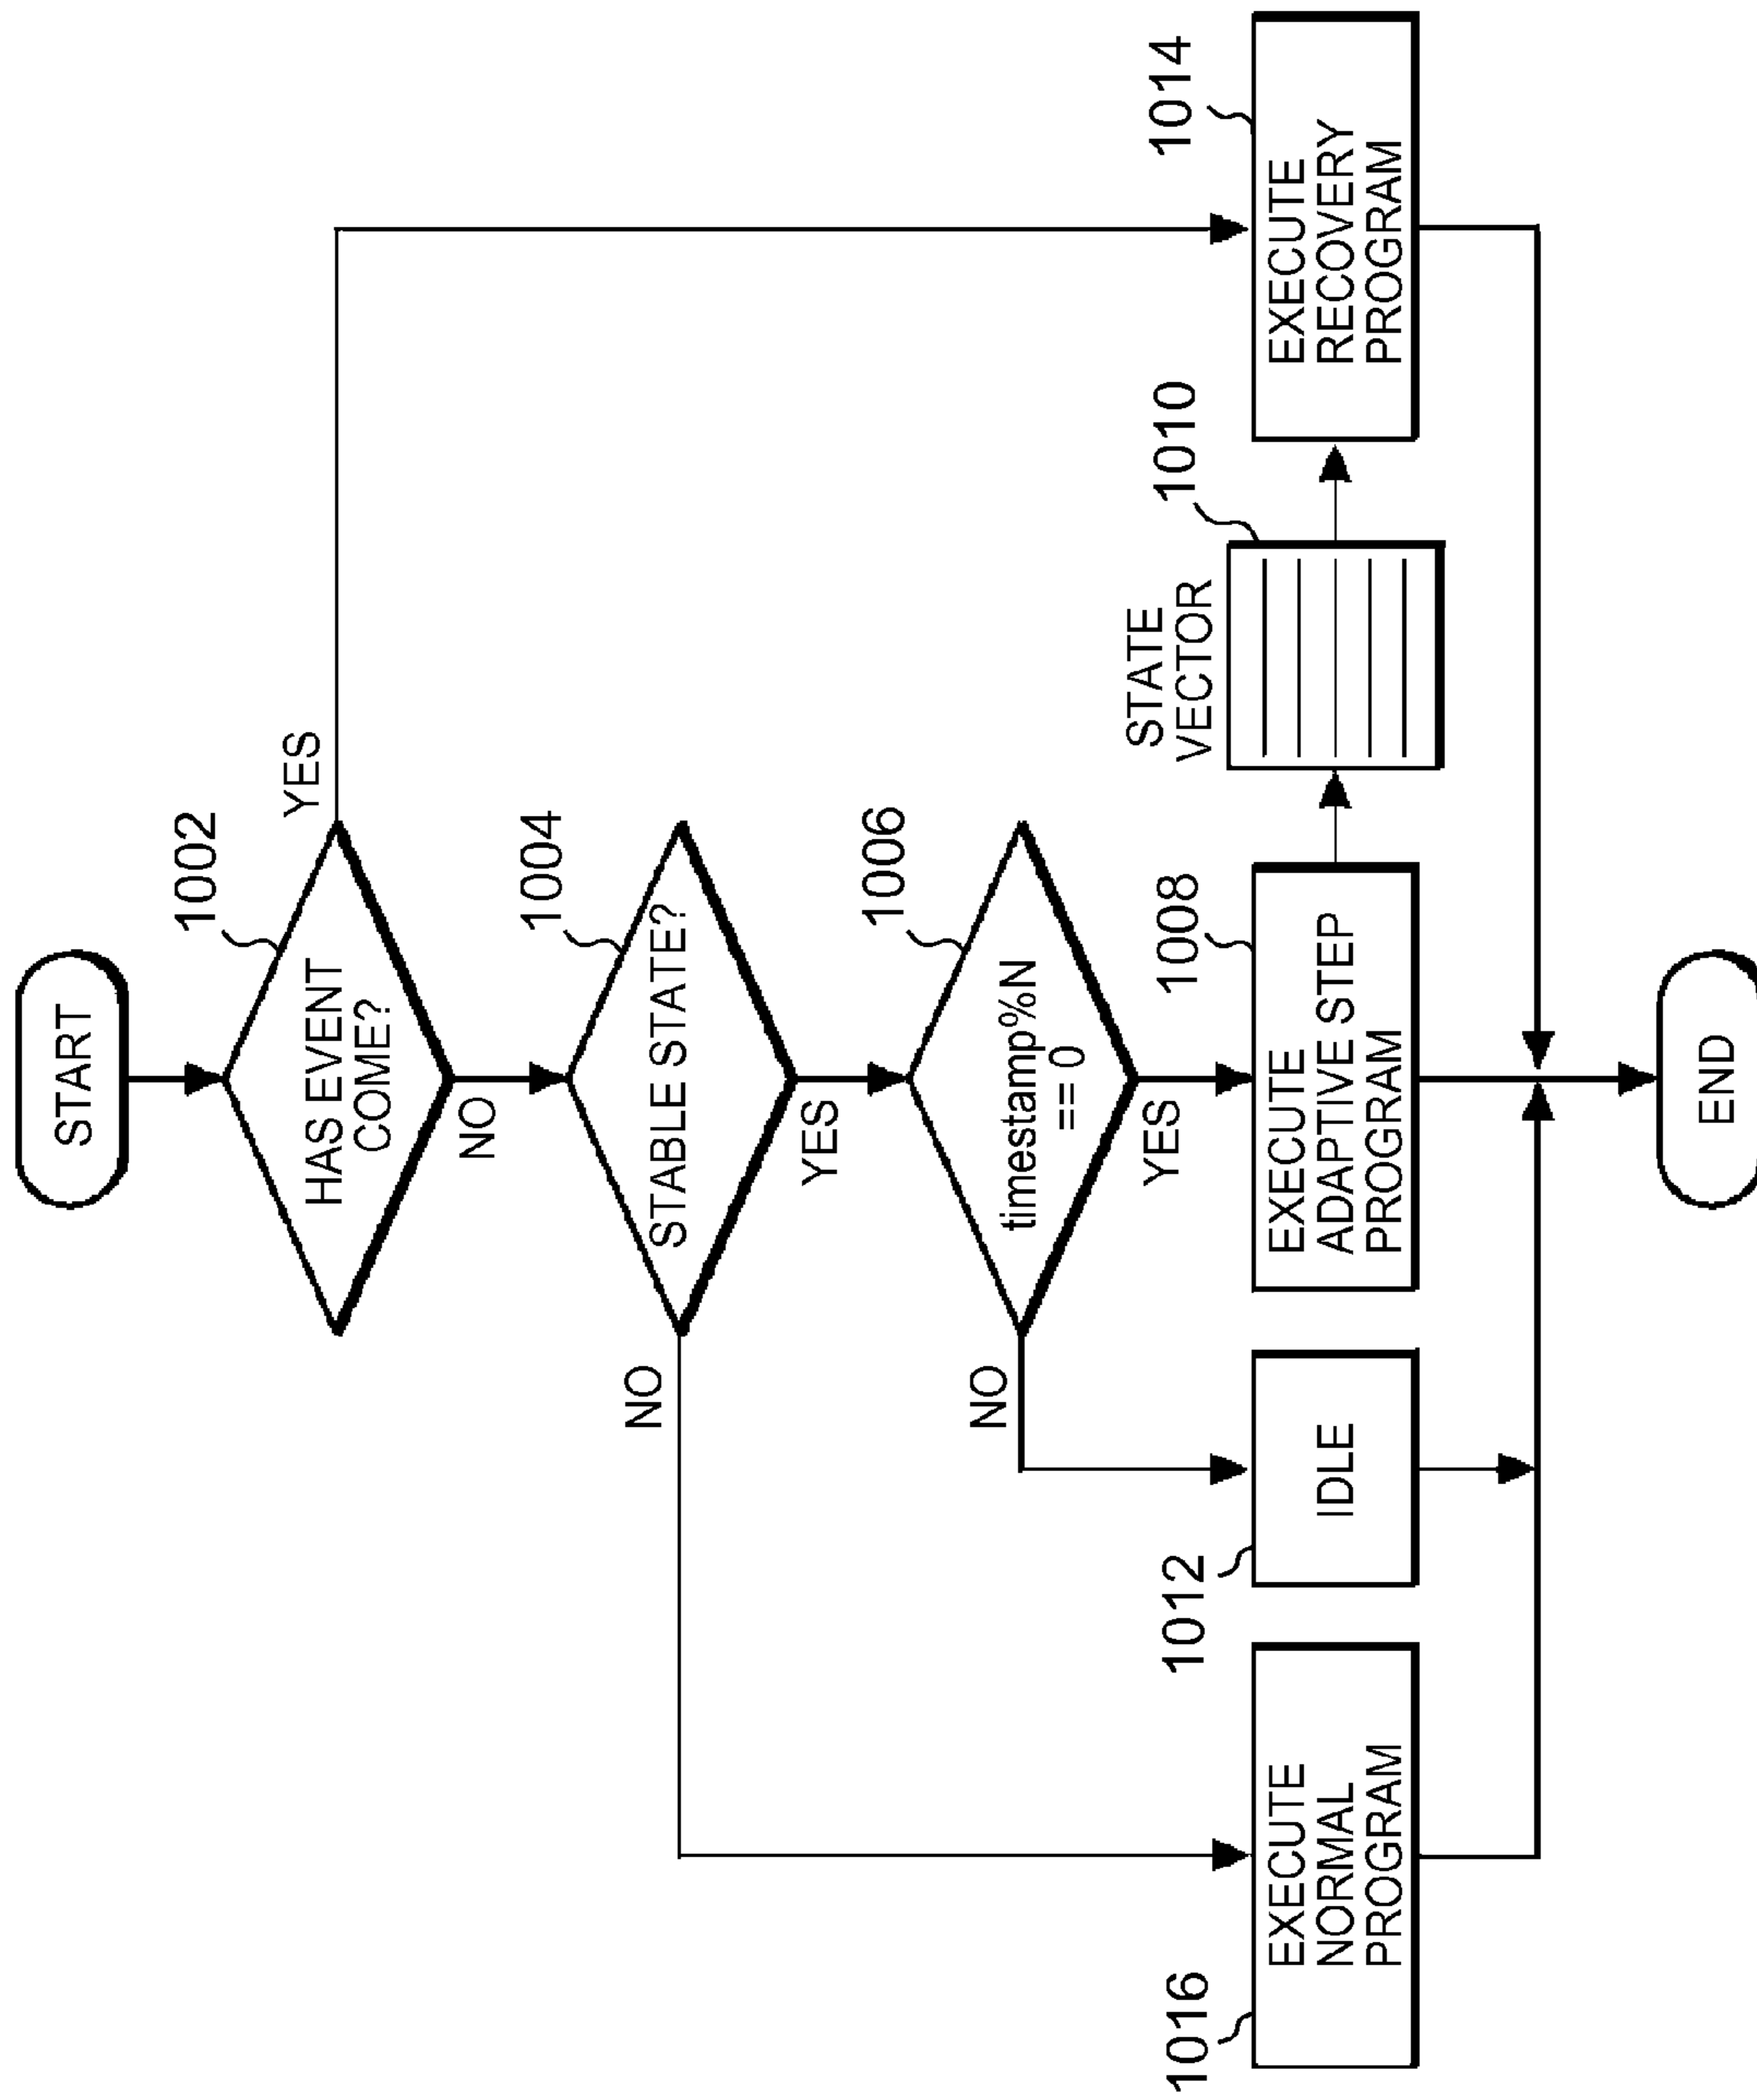 START
1002
HAS EVENT
COME?
YES
NO
1004
STABLE STATE?
NO
YES
1006
timestamp%N
== 0
NO
YES
1016
EXECUTE
NORMAL
PROGRAM
1012
IDLE
1008
EXECUTE
ADAPTIVE STEP
PROGRAM
STATE
VECTOR
1010
1014
EXECUTE
RECOVERY
PROGRAM
END